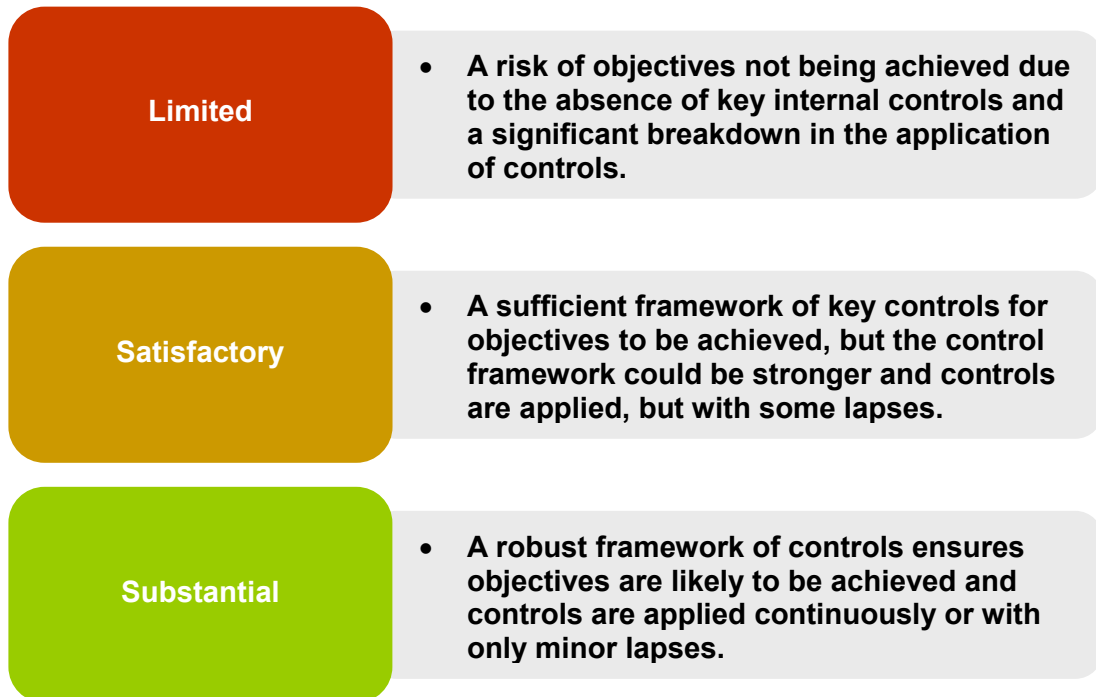 Limited
• A risk of objectives not being achieved due
to the absence of key internal controls and
a significant breakdown in the application
of controls.
Satisfactory
• A sufficient framework of key controls for
objectives to be achieved, but the control
framework could be stronger and controls
are applied, but with some lapses.
Substantial
• A robust framework of controls ensures
objectives are likely to be achieved and
controls are applied continuously or with
only minor lapses.